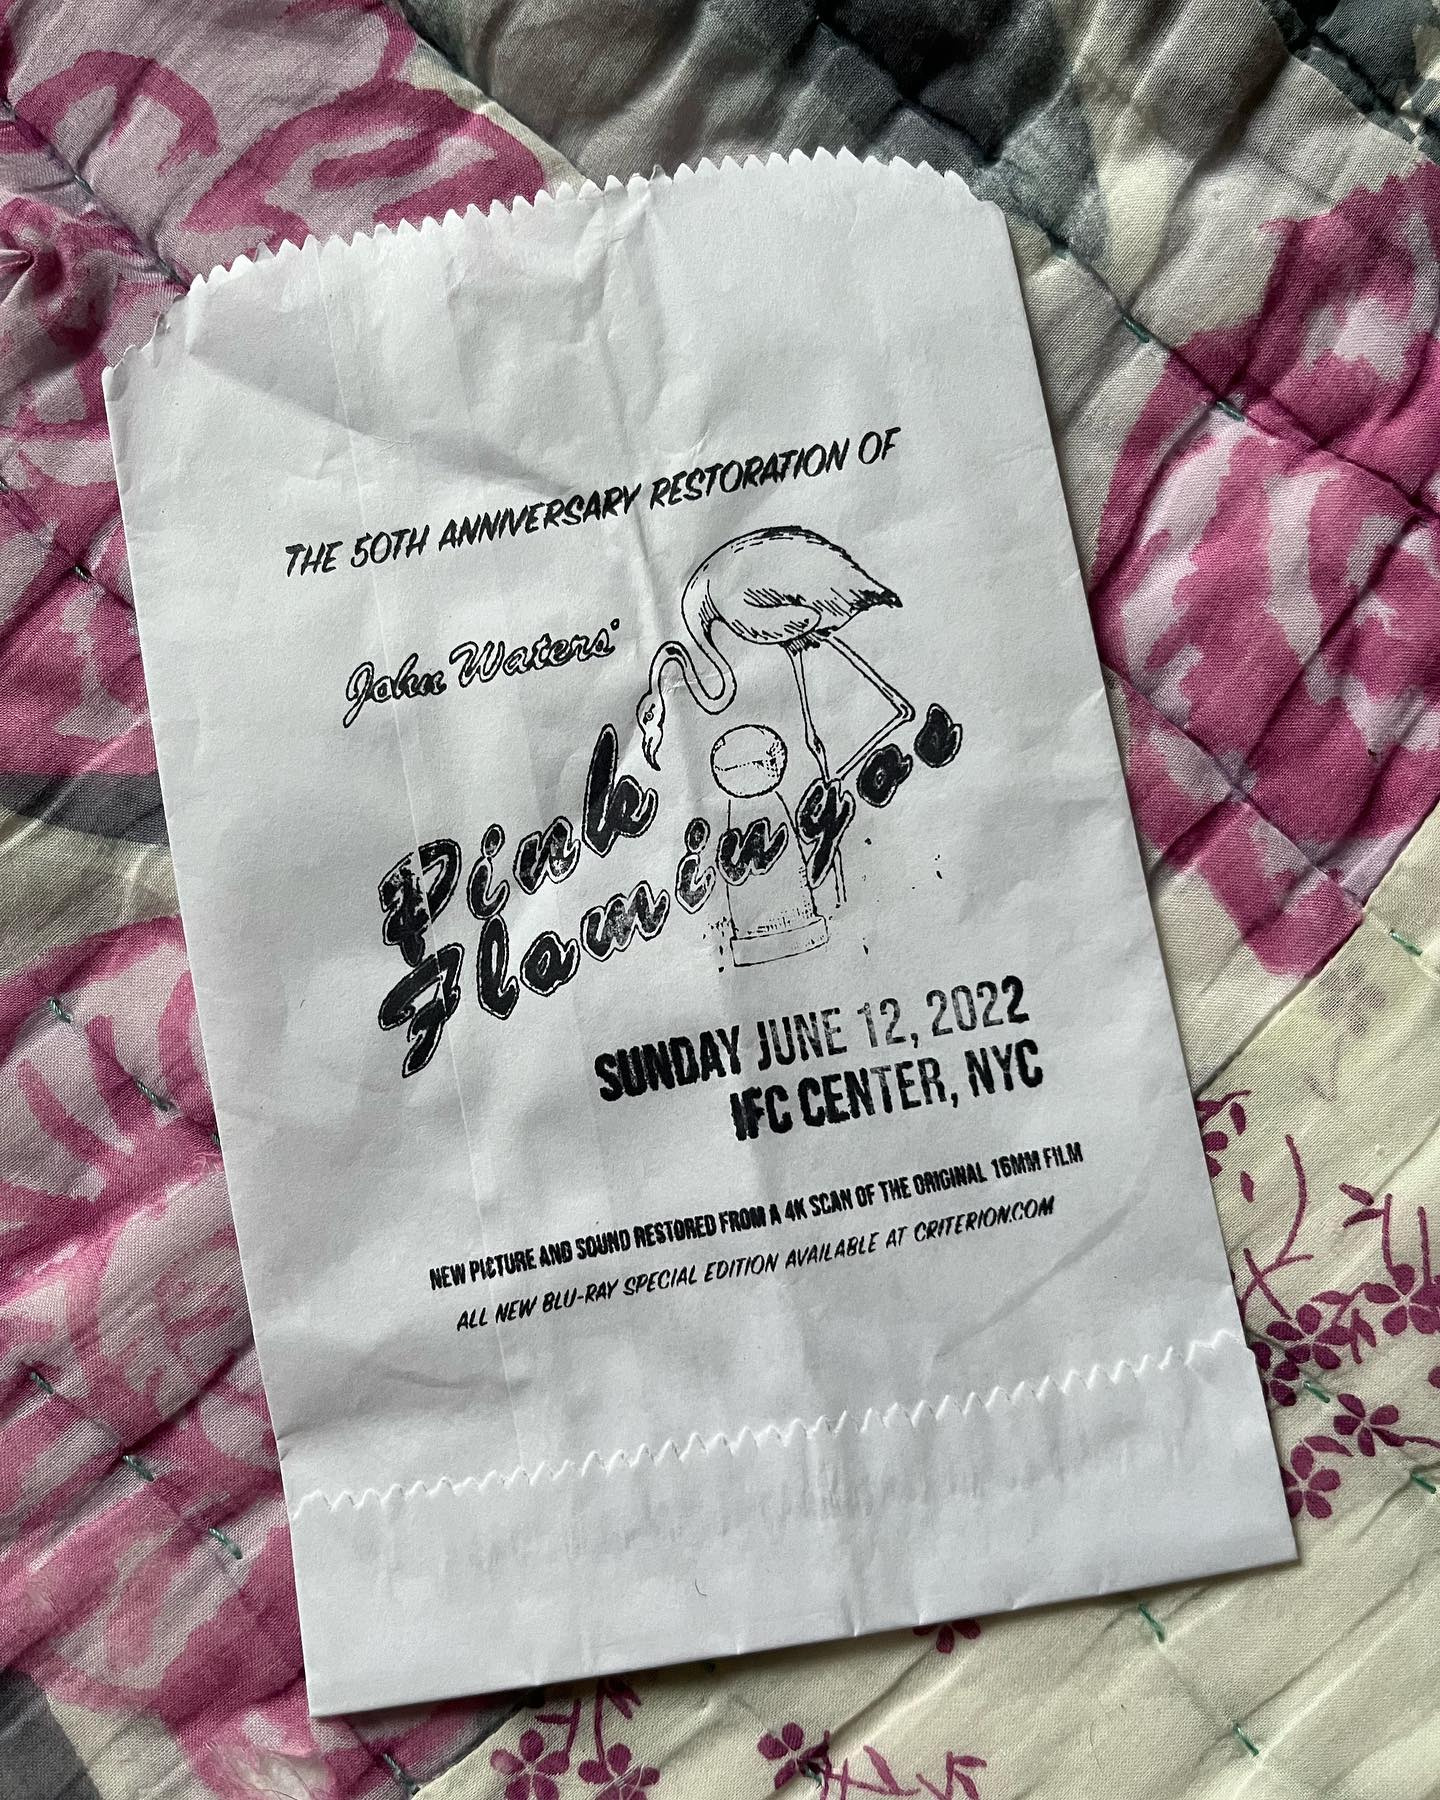 THE 50TH ANNIVERSARY RESTORATION OF
John Waters'
Pink
Flamingos
SUNDAY JUNE 12, 2022
IFC CENTER, NYC
NEW PICTURE AND SOUND RESTORED FROM A 4K SCAN OF THE ORIGINAL 16MM FILM
ALL NEW BLU-RAY SPECIAL EDITION AVAILABLE AT CRITERION.COM